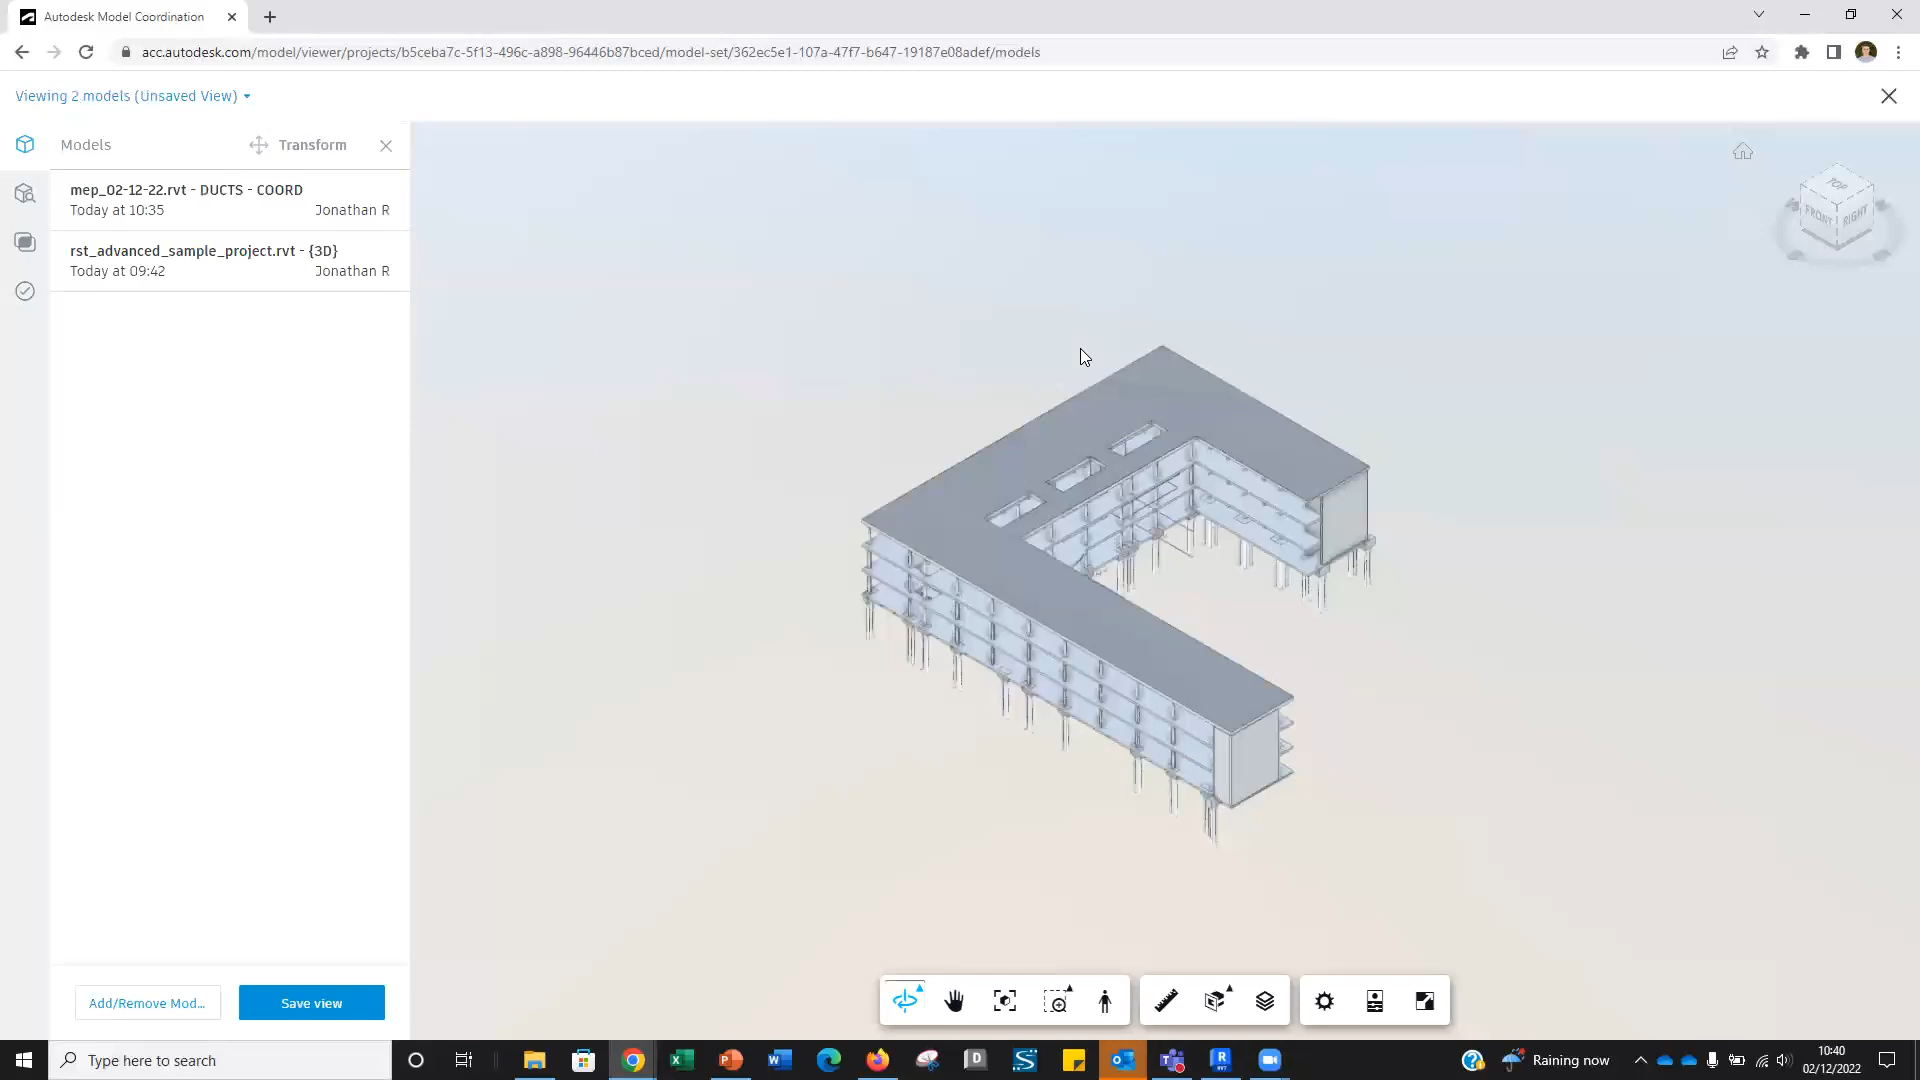 Autodesk Model Coordination
acc.autodesk.com/model/viewer/projects/b5ceba7c-5f13-496c-a898-96446b87bced/model-set/362ec5e1-107a-47f7-b647-19187e08adef/models
Viewing 2 models (Unsaved View)
Models
Transform
mep_02-12-22.rvt - DUCTS - COORD
Today at 10:35 Jonathan R
rst_advanced_sample_project.rvt - {3D}
Today at 09:42 Jonathan R
TOP
FRONT RIGHT
Add/Remove Mod...
Save view
Type here to search
Raining now
10:40
02/12/2022